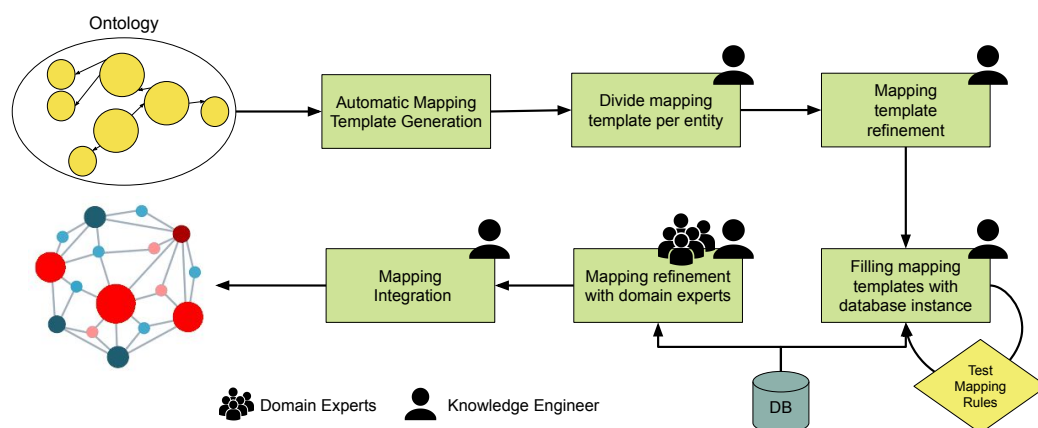 Ontology
Automatic Mapping
Template Generation
Divide mapping
template per entity
Mapping
template
refinement
Mapping
Integration
Mapping refinement
with domain experts
Filling mapping
templates with
database instance
Test
Mapping
Rules
DB
Domain Experts
Knowledge Engineer